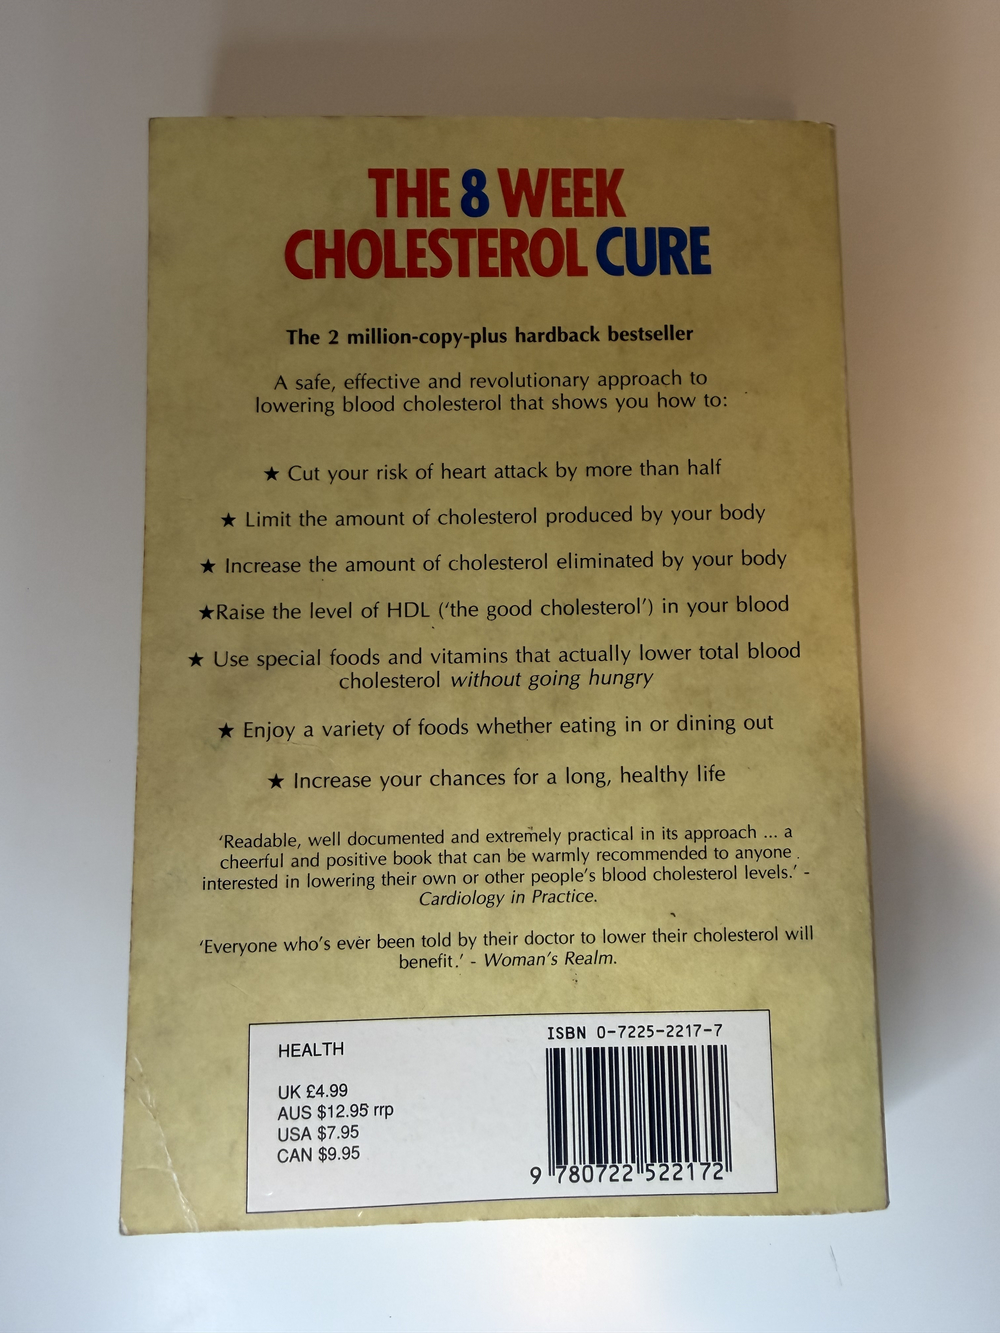 THE 8 WEEK
CHOLESTEROL CURE
The 2 million-copy-plus hardback bestseller
A safe, effective and revolutionary approach to
lowering blood cholesterol that shows you how to:
★ Cut your risk of heart attack by more than half
★ Limit the amount of cholesterol produced by your body
★ Increase the amount of cholesterol eliminated by your body
★Raise the level of HDL ('the good cholesterol') in your blood
★ Use special foods and vitamins that actually lower total blood
cholesterol without going hungry
★ Enjoy a variety of foods whether eating in or dining out
★ Increase your chances for a long, healthy life
'Readable, well documented and extremely practical in its approach ... a
cheerful and positive book that can be warmly recommended to anyone
interested in lowering their own or other people's blood cholesterol levels.' -
Cardiology in Practice.
'Everyone who's ever been told by their doctor to lower their cholesterol will
benefit.' - Woman's Realm.
HEALTH
UK £4.99
AUS $12.95 rrp
USA $7.95
CAN $9.95
ISBN 0-7225-2217-7
9 780722 522172